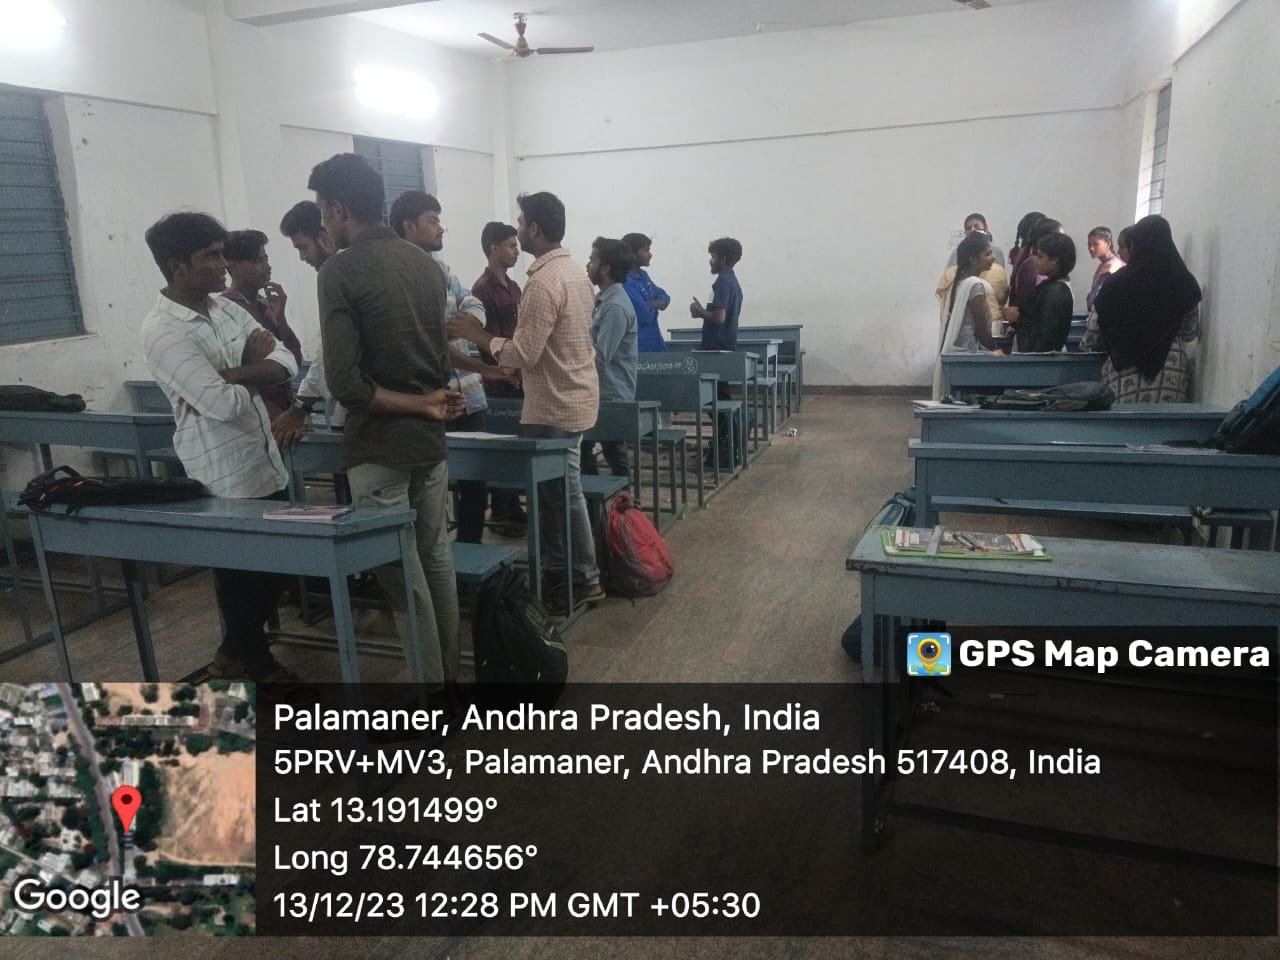 GPS Map Camera
Palamaner, Andhra Pradesh, India
5PRV+MV3, Palamaner, Andhra Pradesh 517408, India
Lat 13.191499°
Long 78.744656°
13/12/23 12:28 PM GMT +05:30
Google